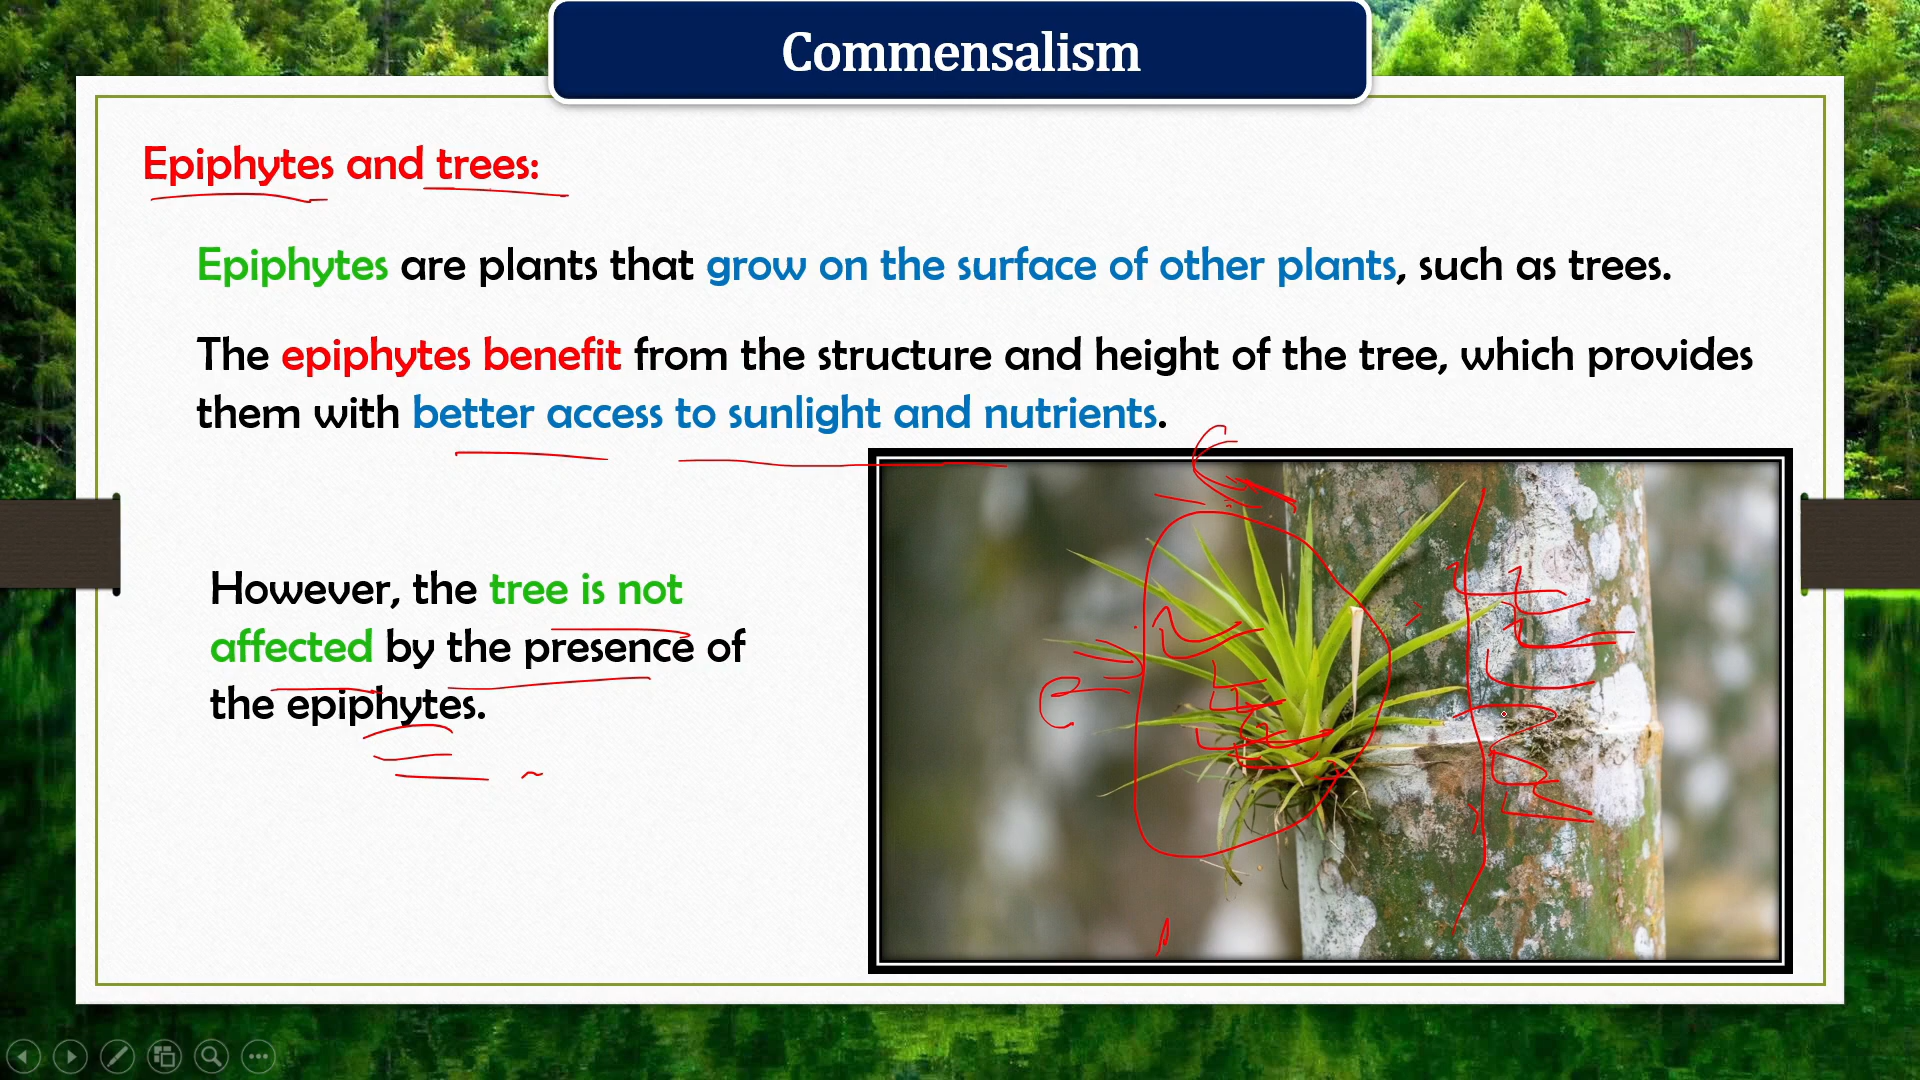 Commensalism
Epiphytes and trees:
Epiphytes are plants that grow on the surface of other plants, such as trees.
The epiphytes benefit from the structure and height of the tree, which provides
them with better access to sunlight and nutrients.
However, the tree is not
affected by the presence of
the epiphytes.